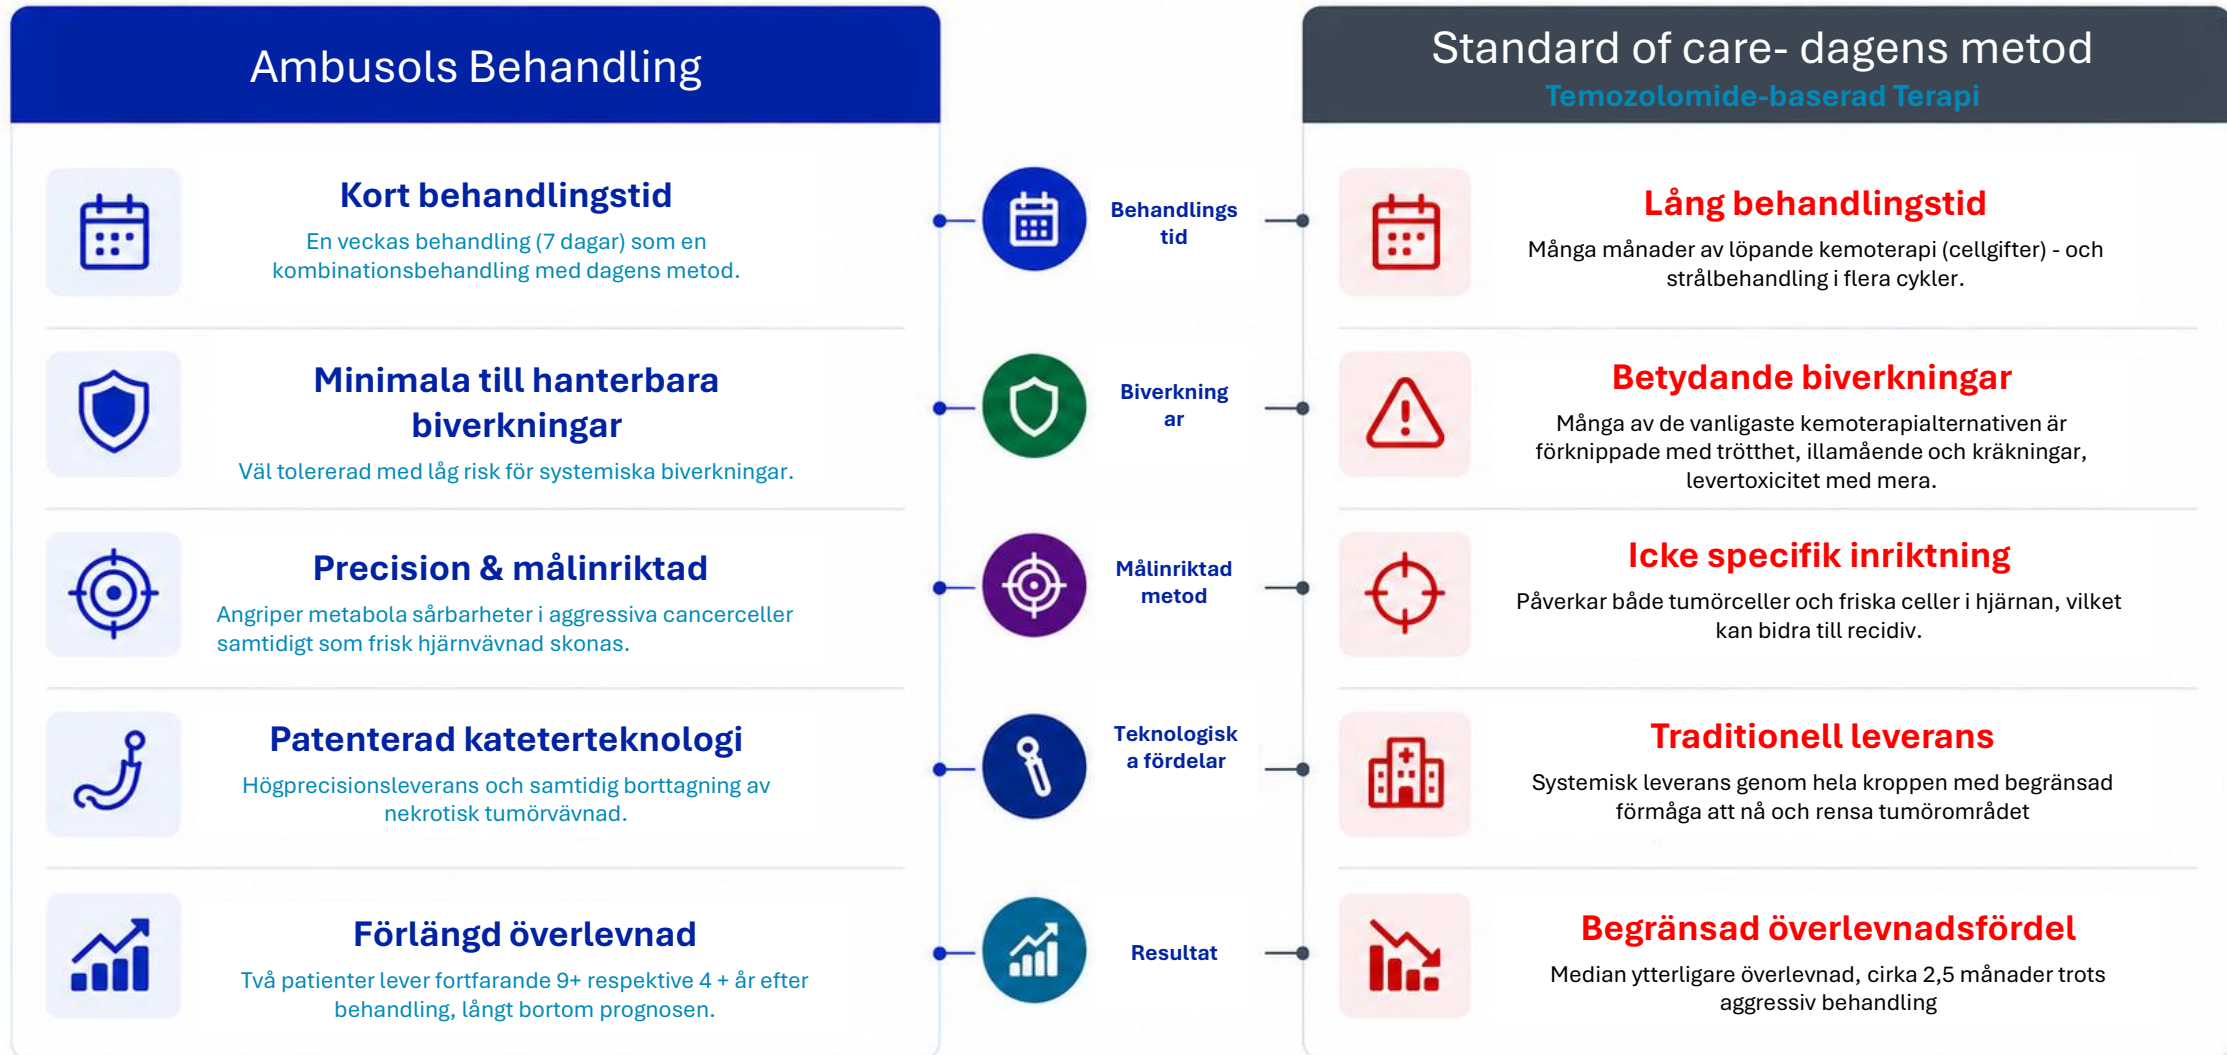 Ambusols Behandling
Kort behandlingstid
En veckas behandling (7 dagar) som en
kombinationsbehandling med dagens metod.
Minimala till hanterbara
biverkningar
Väl tolererad med låg risk för systemiska biverkningar.
Precision & målinriktad
Angriper metabola sårbarheter i aggressiva cancerceller
samtidigt som frisk hjärnvävnad skonas.
Patenterad kateterteknologi
Högprecisionsleverans och samtidig borttagning av
nekrotisk tumörvävnad.
Förlängd överlevnad
Två patienter lever fortfarande 9+ respektive 4 + år efter
behandling, långt bortom prognosen.
Behandlings
tid
Biverkning
ar
Målinriktad
metod
Teknologisk
a fördelar
Resultat
Standard of care- dagens metod
Temozolomide-baserad Terapi
Lång behandlingstid
Många månader av löpande kemoterapi (cellgifter) - och
strålbehandling i flera cykler.
Betydande biverkningar
Många av de vanligaste kemoterapialternativen är
förknippade med trötthet, illamående och kräkningar,
levertoxicitet med mera.
Icke specifik inriktning
Påverkar både tumörceller och friska celler i hjärnan, vilket
kan bidra till recidiv.
Traditionell leverans
Systemisk leverans genom hela kroppen med begränsad
förmåga att nå och rensa tumörområdet
Begränsad överlevnadsfördel
Median ytterligare överlevnad, cirka 2,5 månader trots
aggressiv behandling